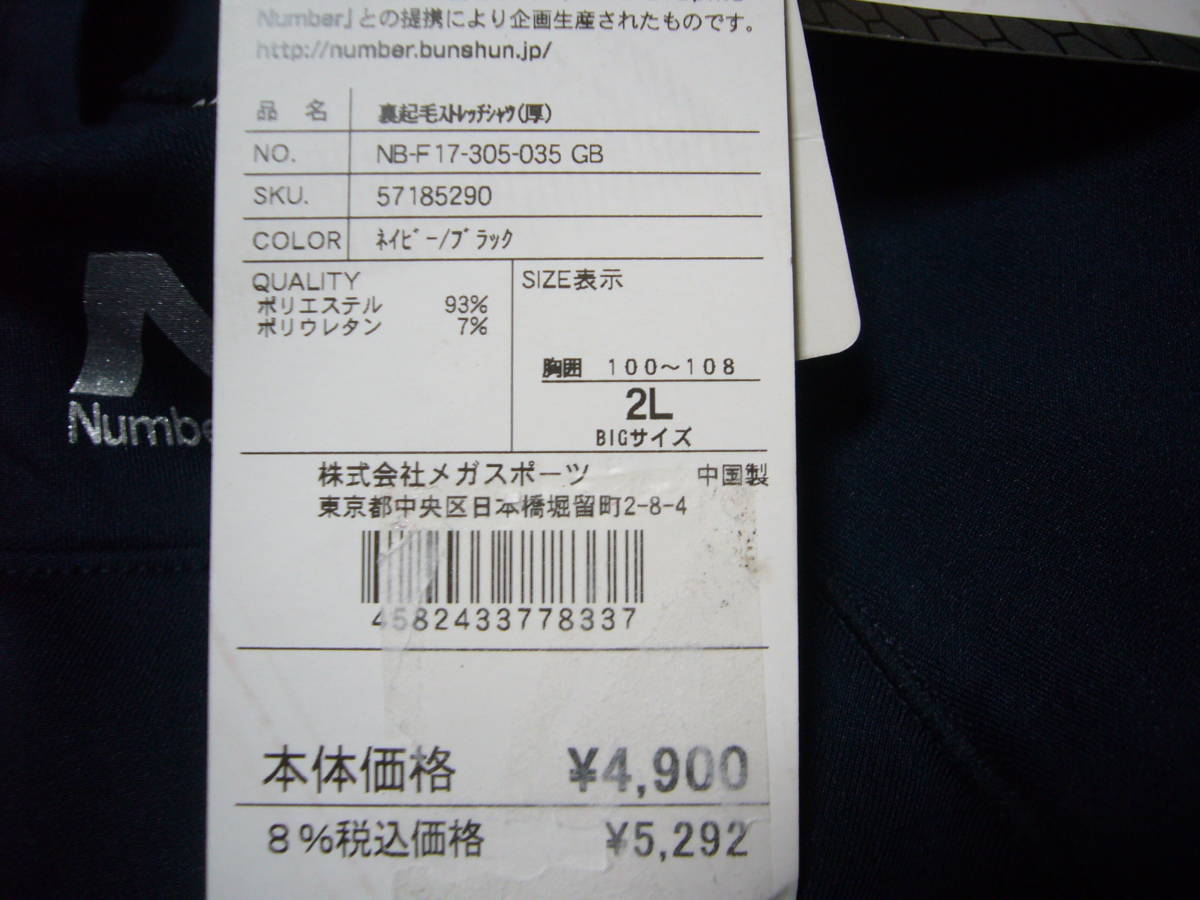 Number』との提携により企画生産されたものです。
http://number.bunshun.jp/
品 名 裏起毛ｽﾄﾚｯﾁｼｬﾂ(厚)
NO. NB-F17-305-035 GB
SKU. 57185290
COLOR ﾈｲﾋﾞｰ/ﾌﾞﾗｯｸ
QUALITY
ポリエステル 93%
ポリウレタン 7%
SIZE表示
胸囲 100～108
2L
BIGサイズ
株式会社メガスポーツ 中国製
東京都中央区日本橋堀留町2-8-4
4582433778337
本体価格 ¥4,900
8%税込価格 ¥5,292
N
Numbe